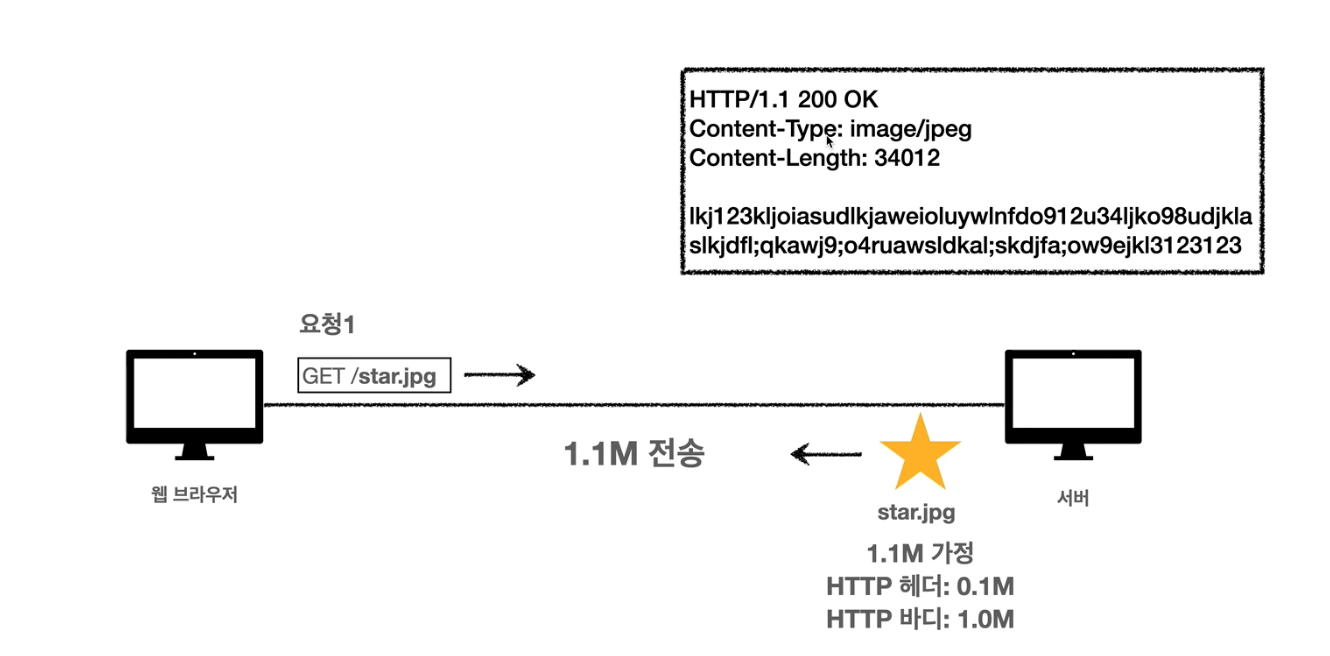 HTTP/1.1 200 OK
Content-Type: image/jpeg
Content-Length: 34012
lkj123kljoiasudlkjaweioluywlnfdo912u34ljko98udjkla
slkjdfl;qkawj9;o4ruawsldkal;skdjfa;ow9ejkl3123123
요청1
GET /star.jpg
1.1M 전송
웹 브라우저
star.jpg
서버
1.1M 가정
HTTP 헤더: 0.1M
HTTP 바디: 1.0M